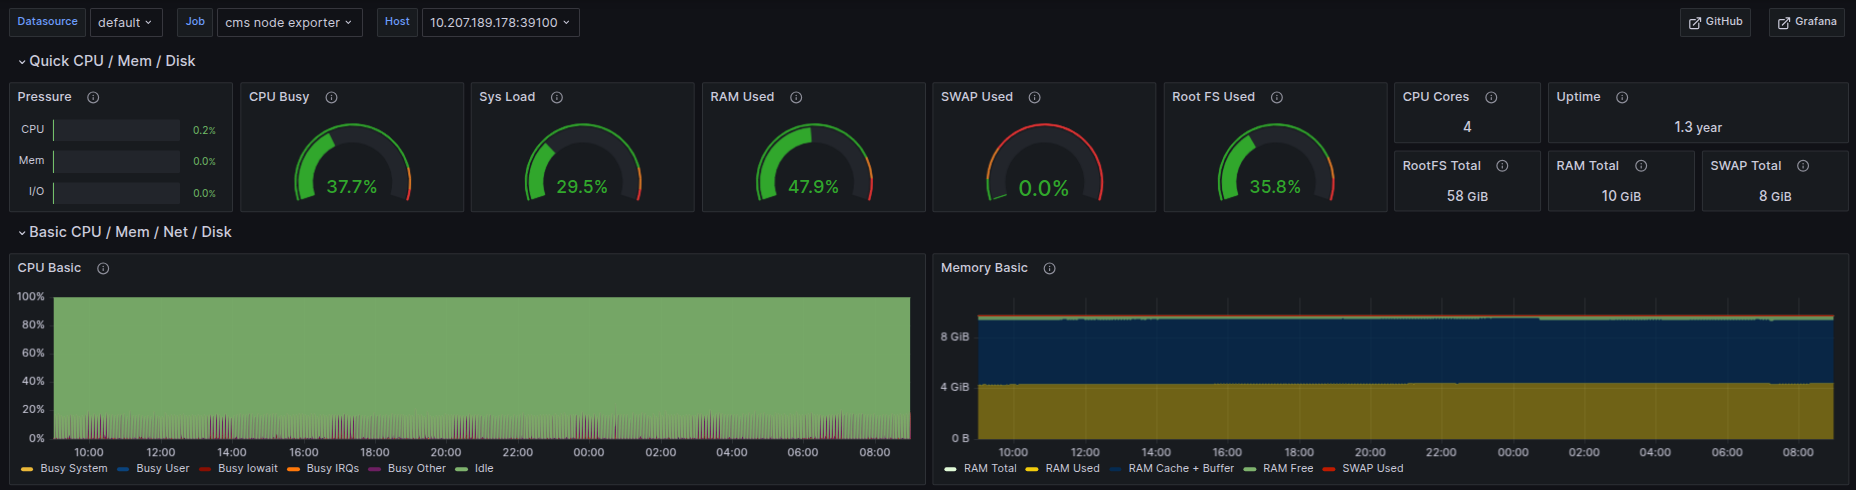 Datasource default Job cms node exporter Host 10.207.189.178:39100 GitHub Grafana
Quick CPU / Mem / Disk
Pressure CPU Busy Sys Load RAM Used SWAP Used Root FS Used CPU Cores Uptime
CPU 0.2%
Mem 0.0%
I/O 0.0%
37.7% 29.5% 47.9% 0.0% 35.8%
4 1.3 year
RootFS Total RAM Total SWAP Total
58 GiB 10 GiB 8 GiB
Basic CPU / Mem / Net / Disk
CPU Basic
100%
80%
60%
40%
20%
0%
10:00 12:00 14:00 16:00 18:00 20:00 22:00 00:00 02:00 04:00 06:00 08:00
Busy System Busy User Busy Iowait Busy IRQs Busy Other Idle
Memory Basic
8 GiB
4 GiB
0 B
10:00 12:00 14:00 16:00 18:00 20:00 22:00 00:00 02:00 04:00 06:00 08:00
RAM Total RAM Used RAM Cache + Buffer RAM Free SWAP Used